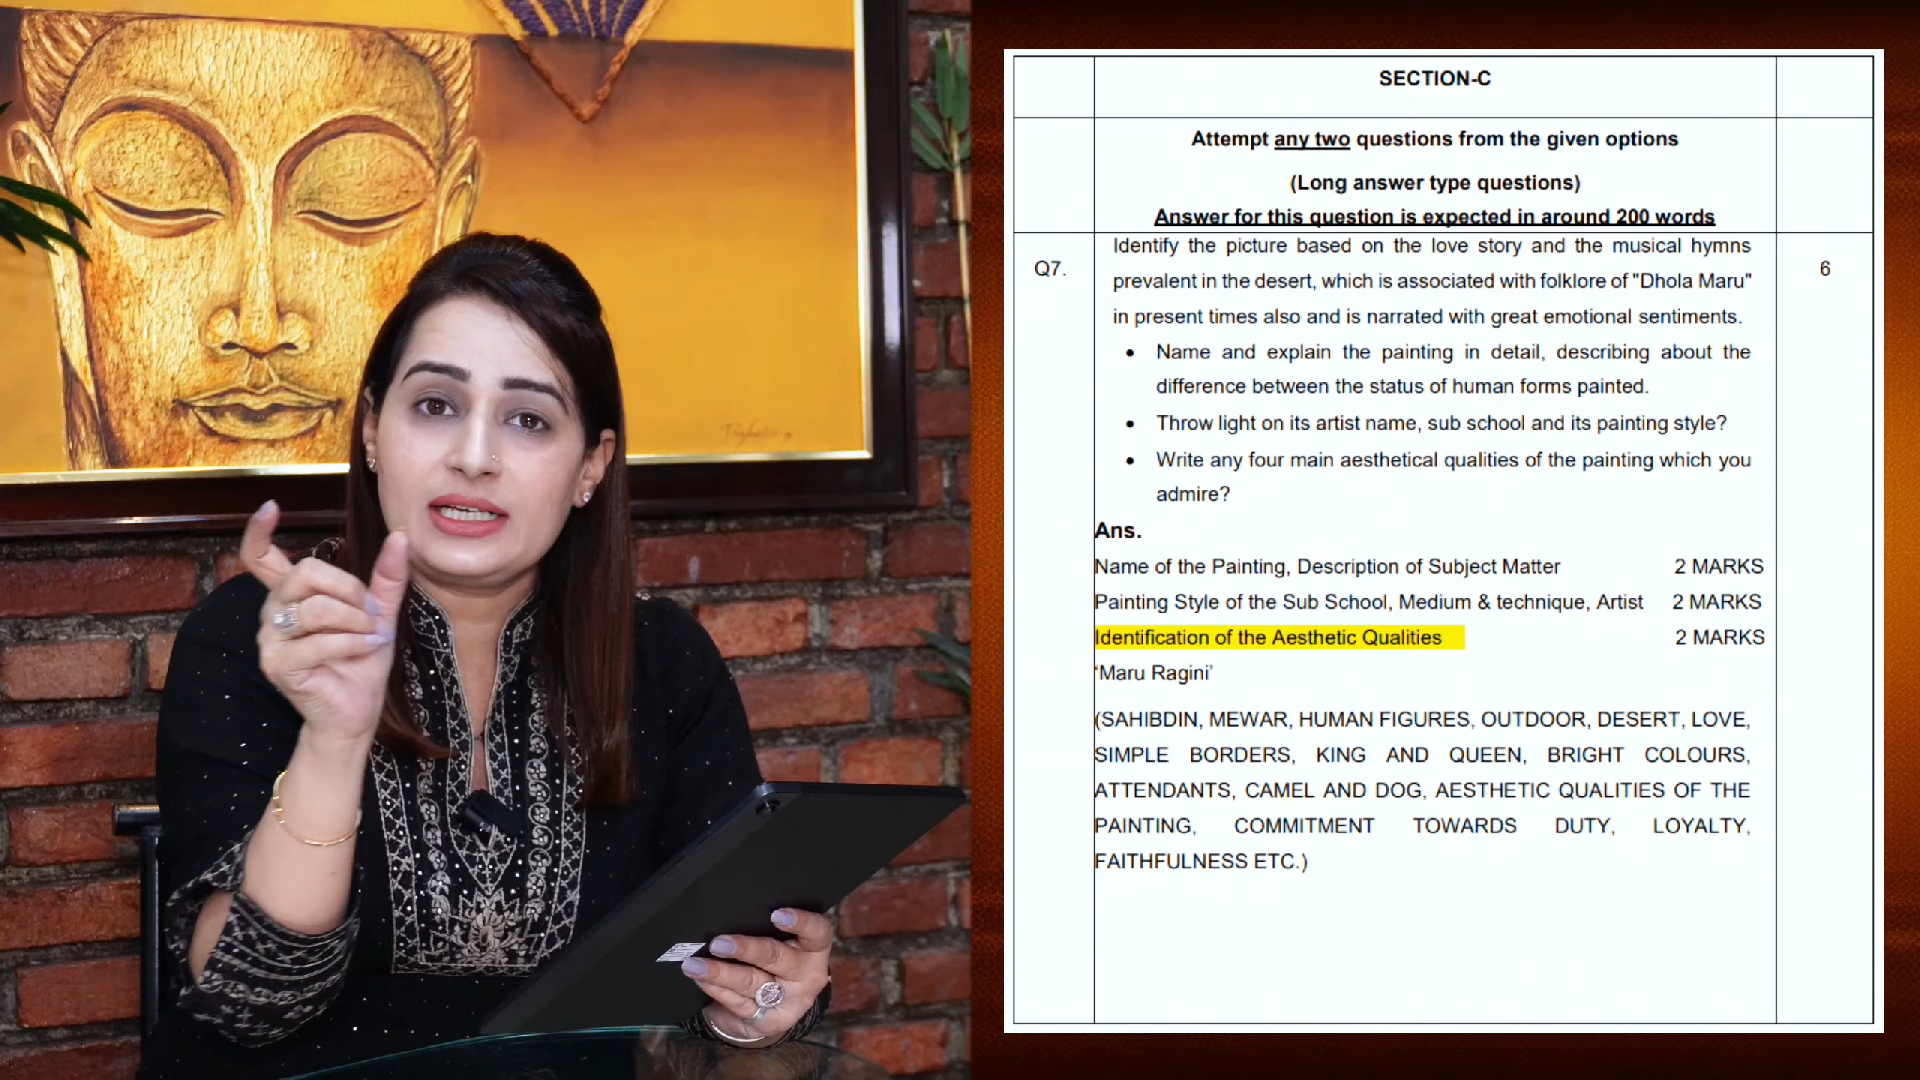 SECTION-C
Attempt any two questions from the given options
(Long answer type questions)
Answer for this question is expected in around 200 words
Q7.
Identify the picture based on the love story and the musical hymns
prevalent in the desert, which is associated with folklore of "Dhola Maru"
in present times also and is narrated with great emotional sentiments.
6
• Name and explain the painting in detail, describing about the
difference between the status of human forms painted.
• Throw light on its artist name, sub school and its painting style?
• Write any four main aesthetical qualities of the painting which you
admire?
Ans.
Name of the Painting, Description of Subject Matter 2 MARKS
Painting Style of the Sub School, Medium & technique, Artist 2 MARKS
Identification of the Aesthetic Qualities 2 MARKS
‘Maru Ragini’
(SAHIBDIN, MEWAR, HUMAN FIGURES, OUTDOOR, DESERT, LOVE,
SIMPLE BORDERS, KING AND QUEEN, BRIGHT COLOURS,
ATTENDANTS, CAMEL AND DOG, AESTHETIC QUALITIES OF THE
PAINTING, COMMITMENT TOWARDS DUTY, LOYALTY,
FAITHFULNESS ETC.)